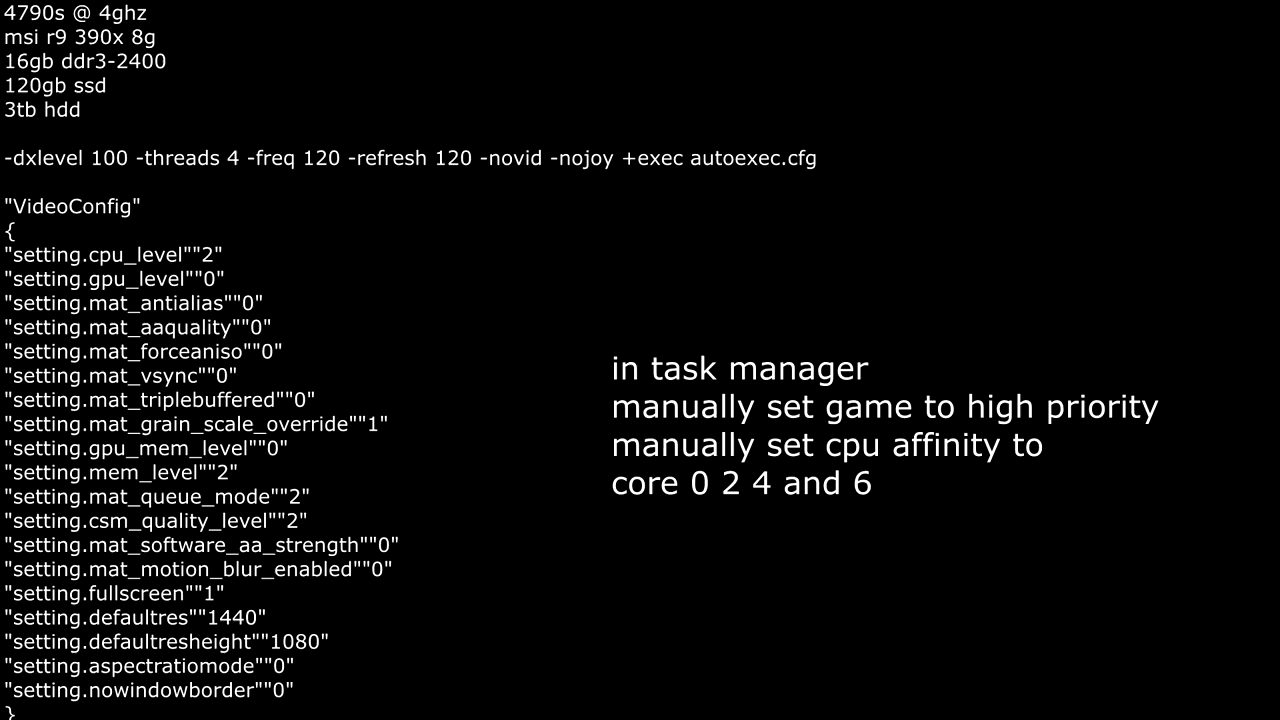 4790s @ 4ghz
msi r9 390x 8g
16gb ddr3-2400
120gb ssd
3tb hdd
-dxlevel 100 -threads 4 -freq 120 -refresh 120 -novid -nojoy +exec autoexec.cfg
"VideoConfig"
{
"setting.cpu_level""2"
"setting.gpu_level""0"
"setting.mat_antialias""0"
"setting.mat_aaquality""0"
"setting.mat_forceaniso""0"
"setting.mat_vsync""0"
"setting.mat_triplebuffered""0"
"setting.mat_grain_scale_override""1"
"setting.gpu_mem_level""0"
"setting.mem_level""2"
"setting.mat_queue_mode""2"
"setting.csm_quality_level""2"
"setting.mat_software_aa_strength""0"
"setting.mat_motion_blur_enabled""0"
"setting.fullscreen""1"
"setting.defaultres""1440"
"setting.defaultresheight""1080"
"setting.aspectratiomode""0"
"setting.nowindowborder""0"
}
in task manager
manually set game to high priority
manually set cpu affinity to
core 0 2 4 and 6